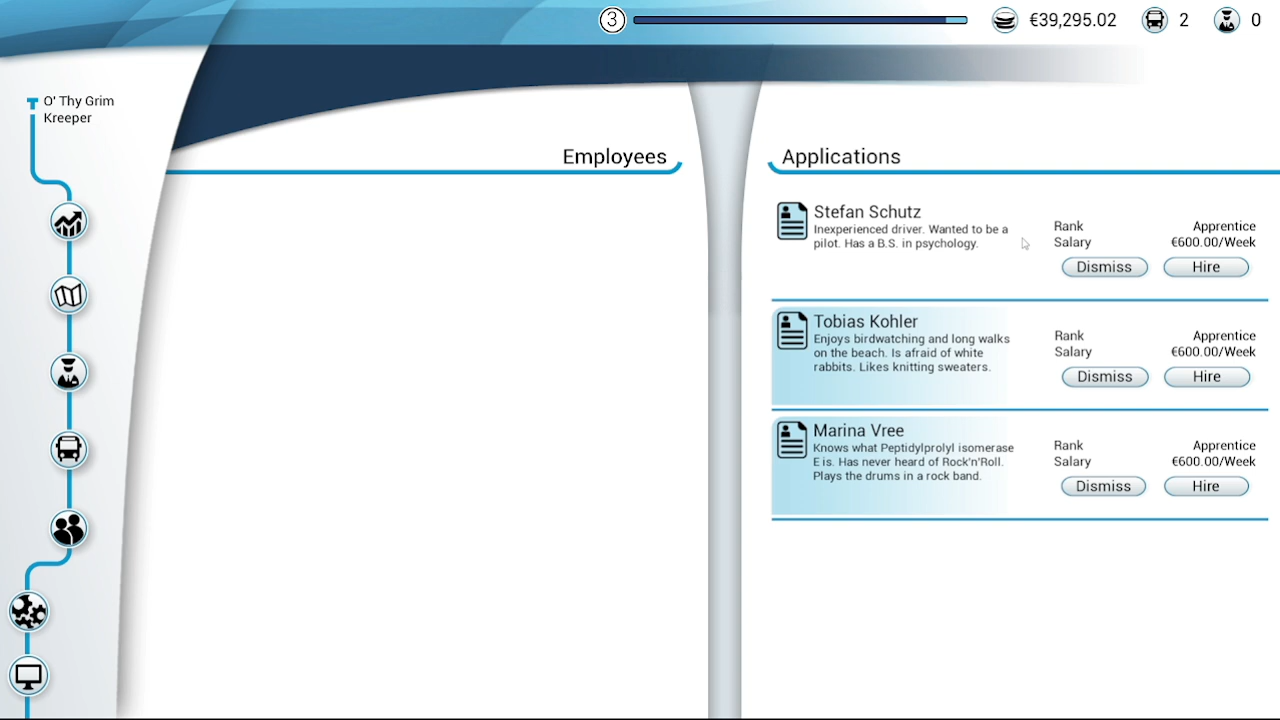 3
€39,295.02
2
0
O' Thy Grim
Kreeper
Employees
Applications
Stefan Schutz
Inexperienced driver. Wanted to be a
pilot. Has a B.S. in psychology.
Rank Apprentice
Salary €600.00/Week
Dismiss Hire
Tobias Kohler
Enjoys birdwatching and long walks
on the beach. Is afraid of white
rabbits. Likes knitting sweaters.
Rank Apprentice
Salary €600.00/Week
Dismiss Hire
Marina Vree
Knows what Peptidylprolyl isomerase
E is. Has never heard of Rock'n'Roll.
Plays the drums in a rock band.
Rank Apprentice
Salary €600.00/Week
Dismiss Hire